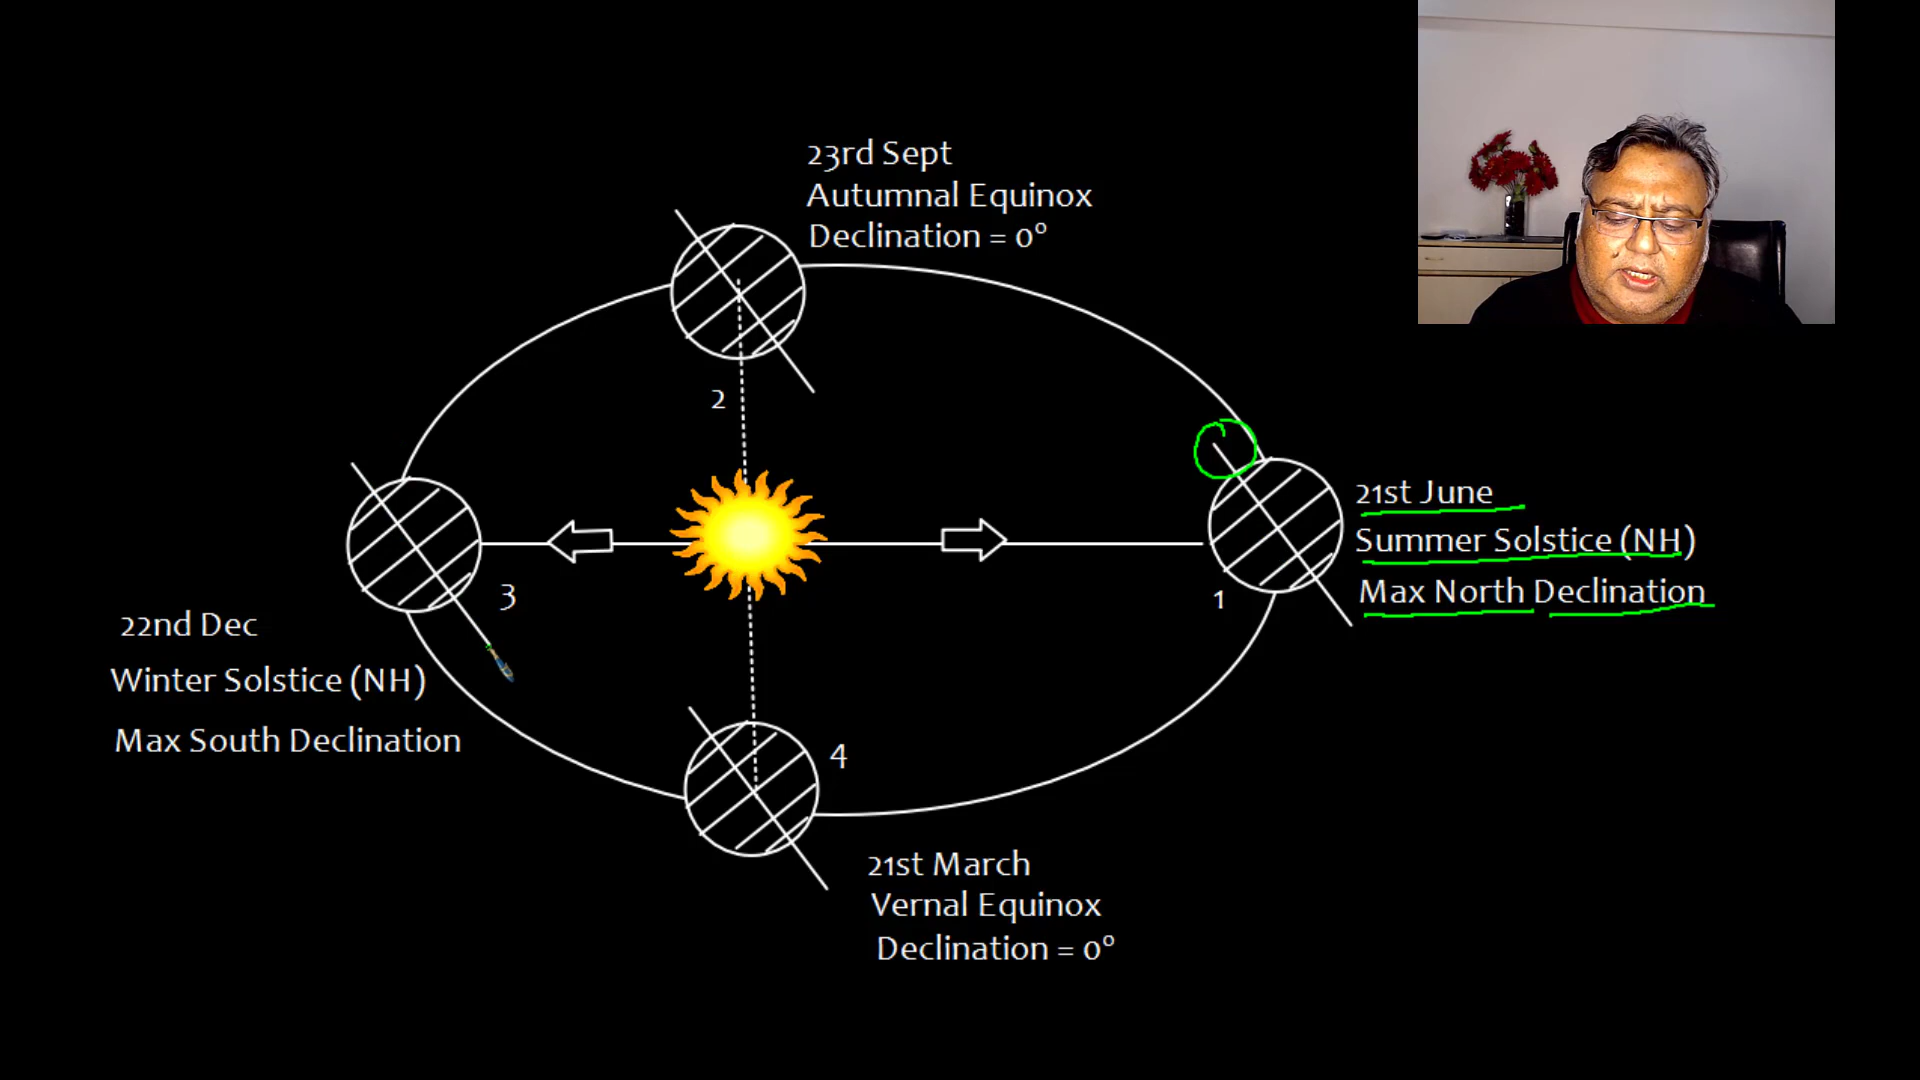 23rd Sept
Autumnal Equinox
Declination = 0°
2
21st June
Summer Solstice (NH)
Max North Declination
1
3
22nd Dec
Winter Solstice (NH)
Max South Declination
4
21st March
Vernal Equinox
Declination = 0°